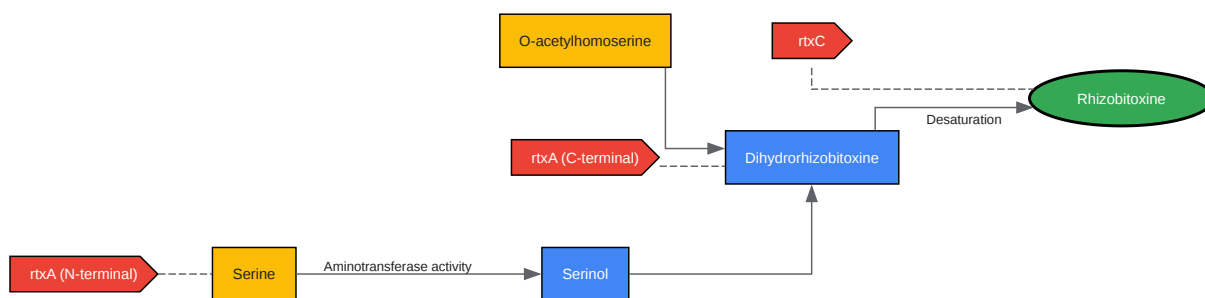 O-acetylhomoserine
rtxC
Rhizobitoxine
Desaturation
rtxA (C-terminal)
Dihydrorhizobitoxine
rtxA (N-terminal)
Serine
Aminotransferase activity
Serinol